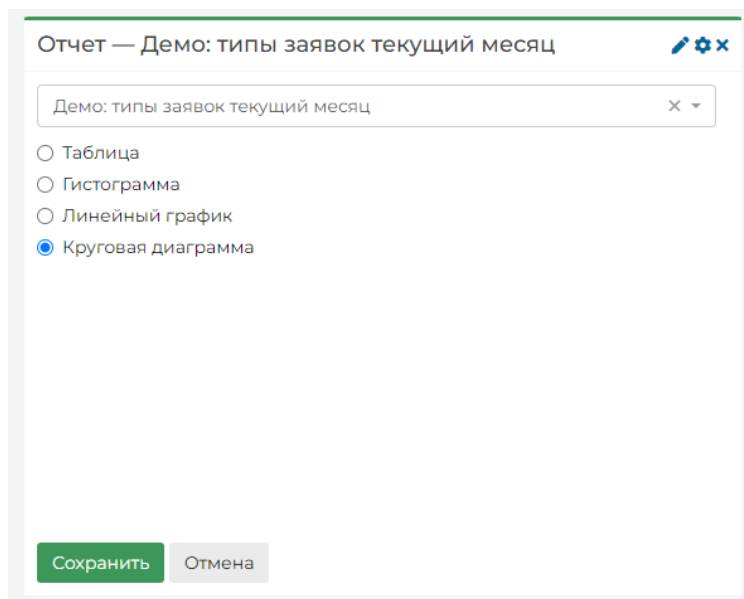 Отчет — Демо: типы заявок текущий месяц
Демо: типы заявок текущий месяц
Таблица
Гистограмма
Линейный график
Круговая диаграмма
Сохранить Отмена